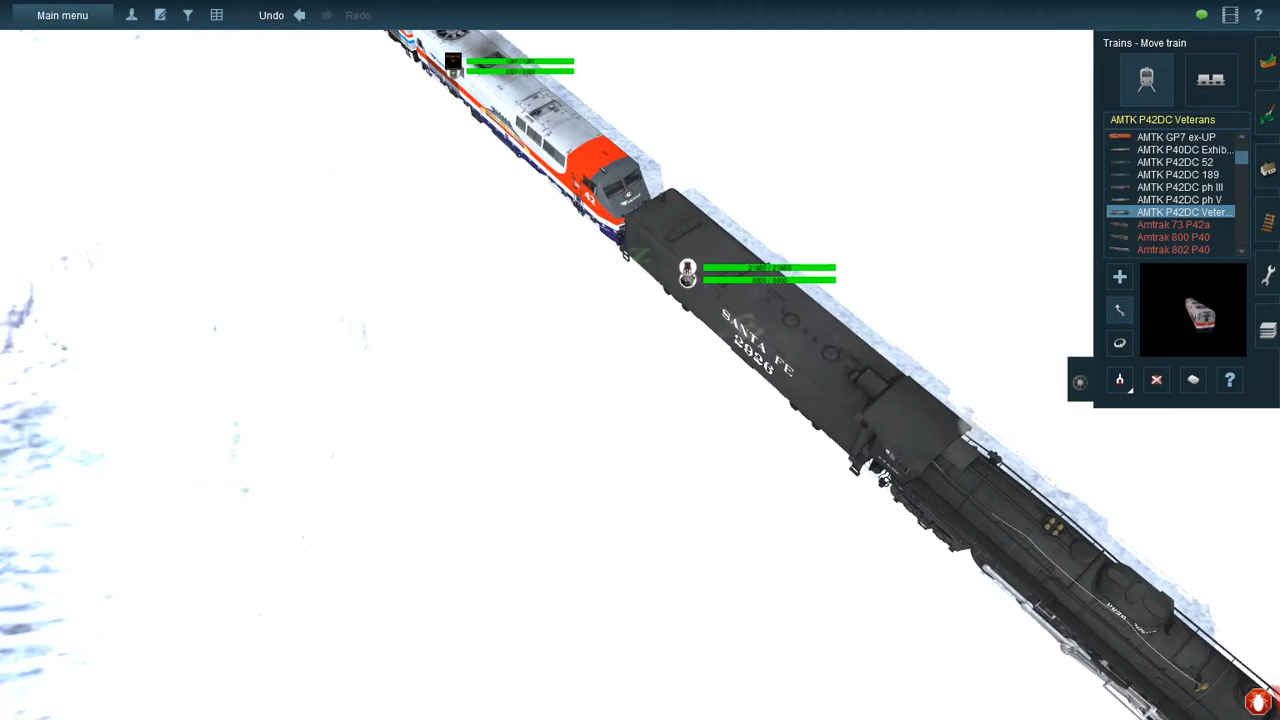 Main menu
Undo
Redo
?
Trains - Move train
AMTK P42DC Veterans
AMTK GP7 ex-UP
AMTK P40DC Exhib...
AMTK P42DC 52
AMTK P42DC 189
AMTK P42DC ph III
AMTK P42DC ph V
AMTK P42DC Veter...
Amtrak 73 P42a
Amtrak 800 P40
Amtrak 802 P40
?
42
SANTA FE
2926